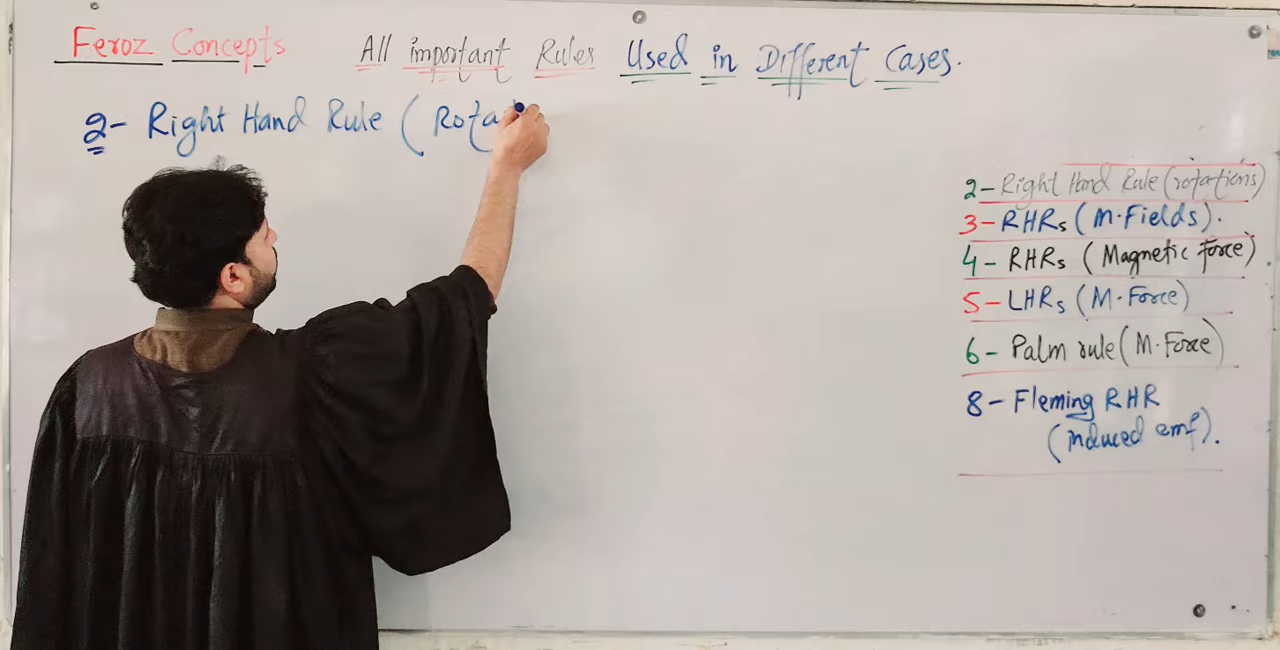 Feroz Concepts All important Rules Used in Different Cases.
2- Right Hand Rule (Rota
2- Right Hand Rule (rotations)
3- RHRs (M.Fields).
4- RHRs (Magnetic force)
5- LHRs (M.Force)
6- Palm rule (M.Force)
8- Fleming RHR
(induced emf).